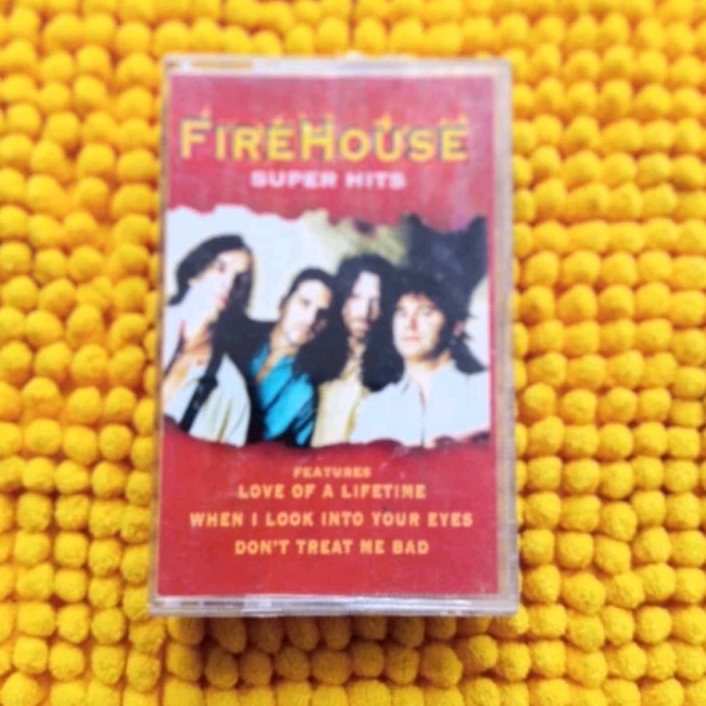 FIREHOUSE
SUPER HITS
FEATURES
LOVE OF A LIFETIME
WHEN I LOOK INTO YOUR EYES
DON'T TREAT ME BAD